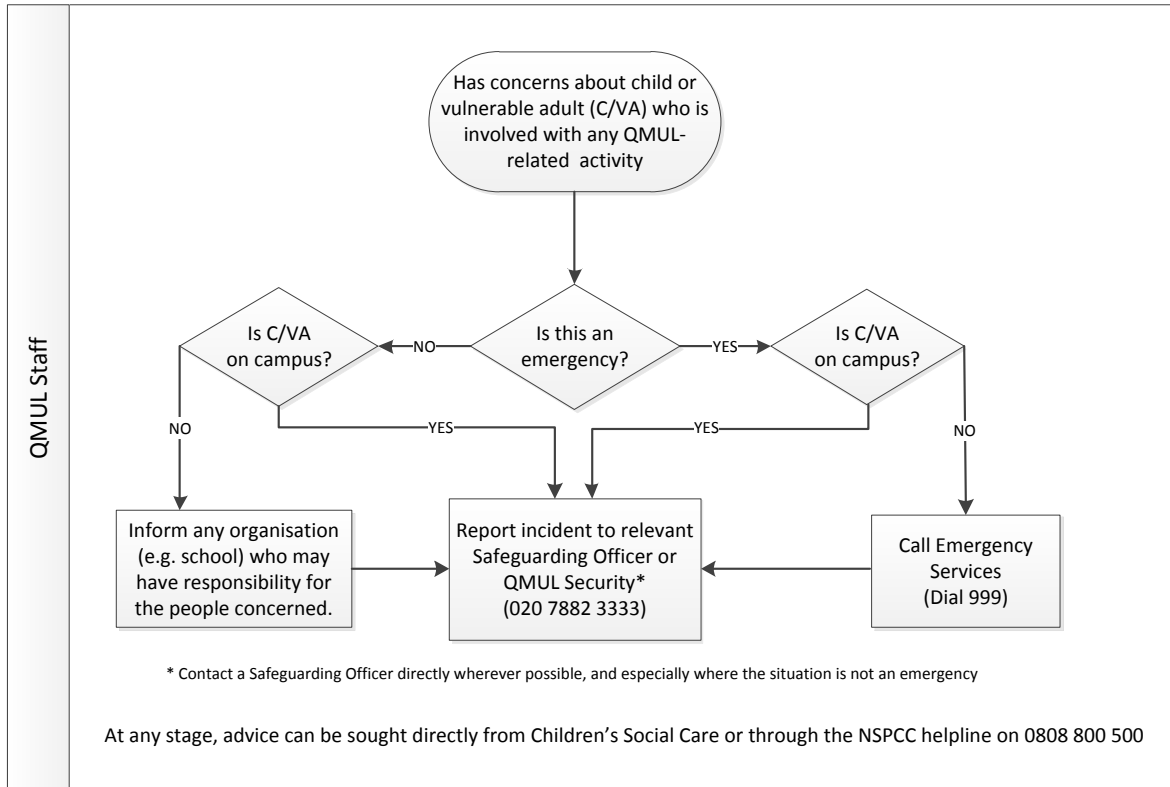 QMUL Staff
Has concerns about child or
vulnerable adult (C/VA) who is
involved with any QMUL-
related activity
Is C/VA
on campus?
NO
Is this an
emergency?
YES
Is C/VA
on campus?
NO
YES
YES
NO
Inform any organisation
(e.g. school) who may
have responsibility for
the people concerned.
Report incident to relevant
Safeguarding Officer or
QMUL Security*
(020 7882 3333)
Call Emergency
Services
(Dial 999)
* Contact a Safeguarding Officer directly wherever possible, and especially where the situation is not an emergency
At any stage, advice can be sought directly from Children’s Social Care or through the NSPCC helpline on 0808 800 500